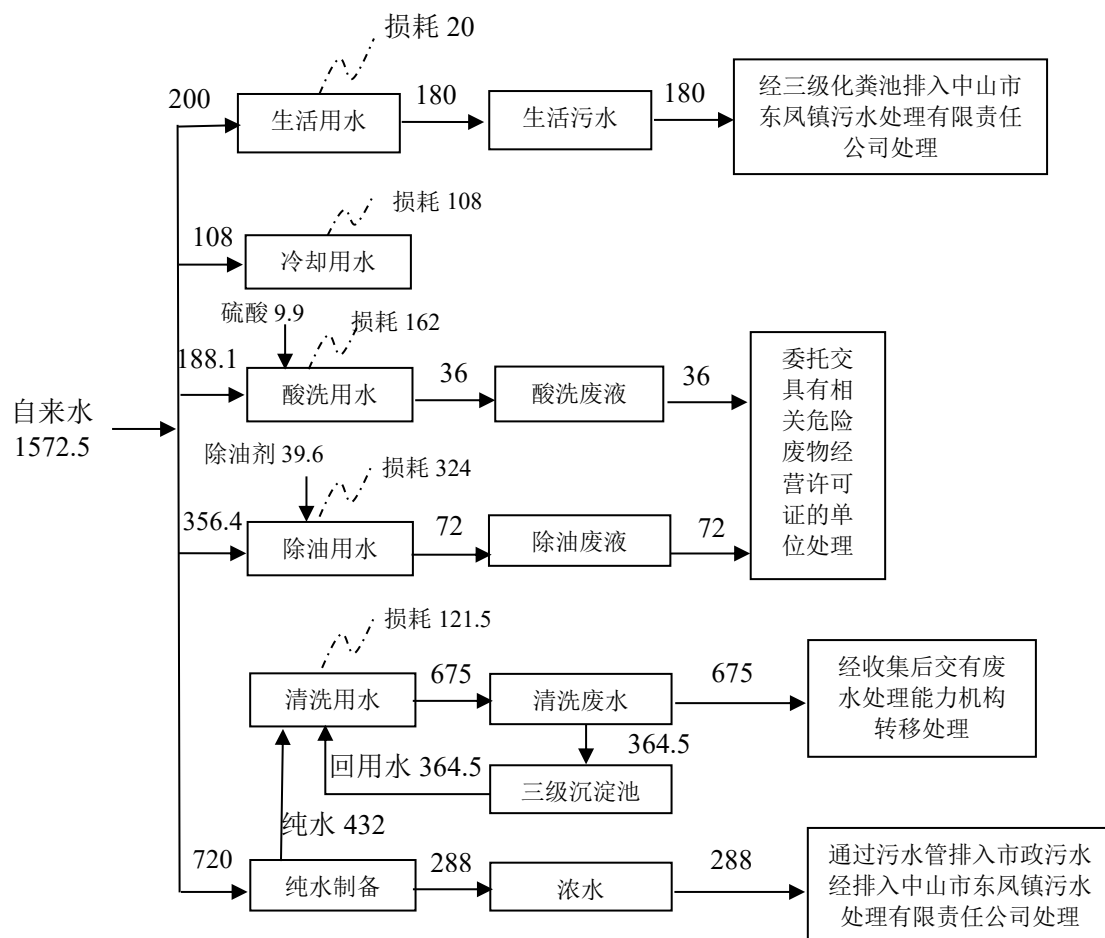 损耗 20
200
生活用水
180
生活污水
180
经三级化粪池排入中山市
东凤镇污水处理有限责任
公司处理
损耗 108
108
冷却用水
硫酸 9.9
损耗 162
188.1
酸洗用水
36
酸洗废液
36
委托交
具有相
关危险
废物经
营许可
证的单
位处理
自来水
1572.5
除油剂 39.6
损耗 324
356.4
除油用水
72
除油废液
72
损耗 121.5
清洗用水
675
清洗废水
675
经收集后交有废
水处理能力机构
转移处理
364.5
回用水 364.5
三级沉淀池
纯水 432
720
纯水制备
288
浓水
288
通过污水管排入市政污水
经排入中山市东凤镇污水
处理有限责任公司处理